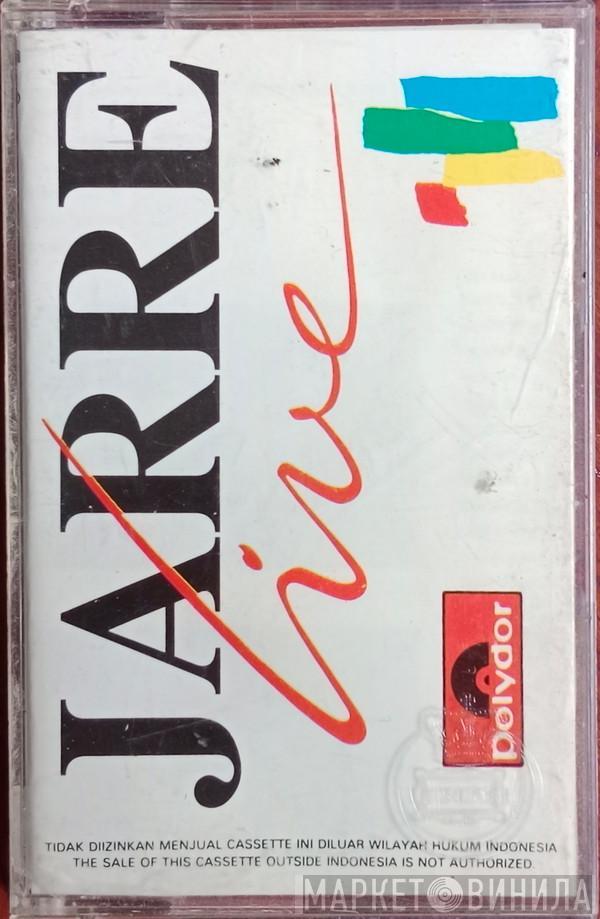 JARRE
Live
polydor
TIDAK DIIZINKAN MENJUAL CASSETTE INI DILUAR WILAYAH HUKUM INDONESIA
THE SALE OF THIS CASSETTE OUTSIDE INDONESIA IS NOT AUTHORIZED.
МАРКЕТ ВИНИЛА